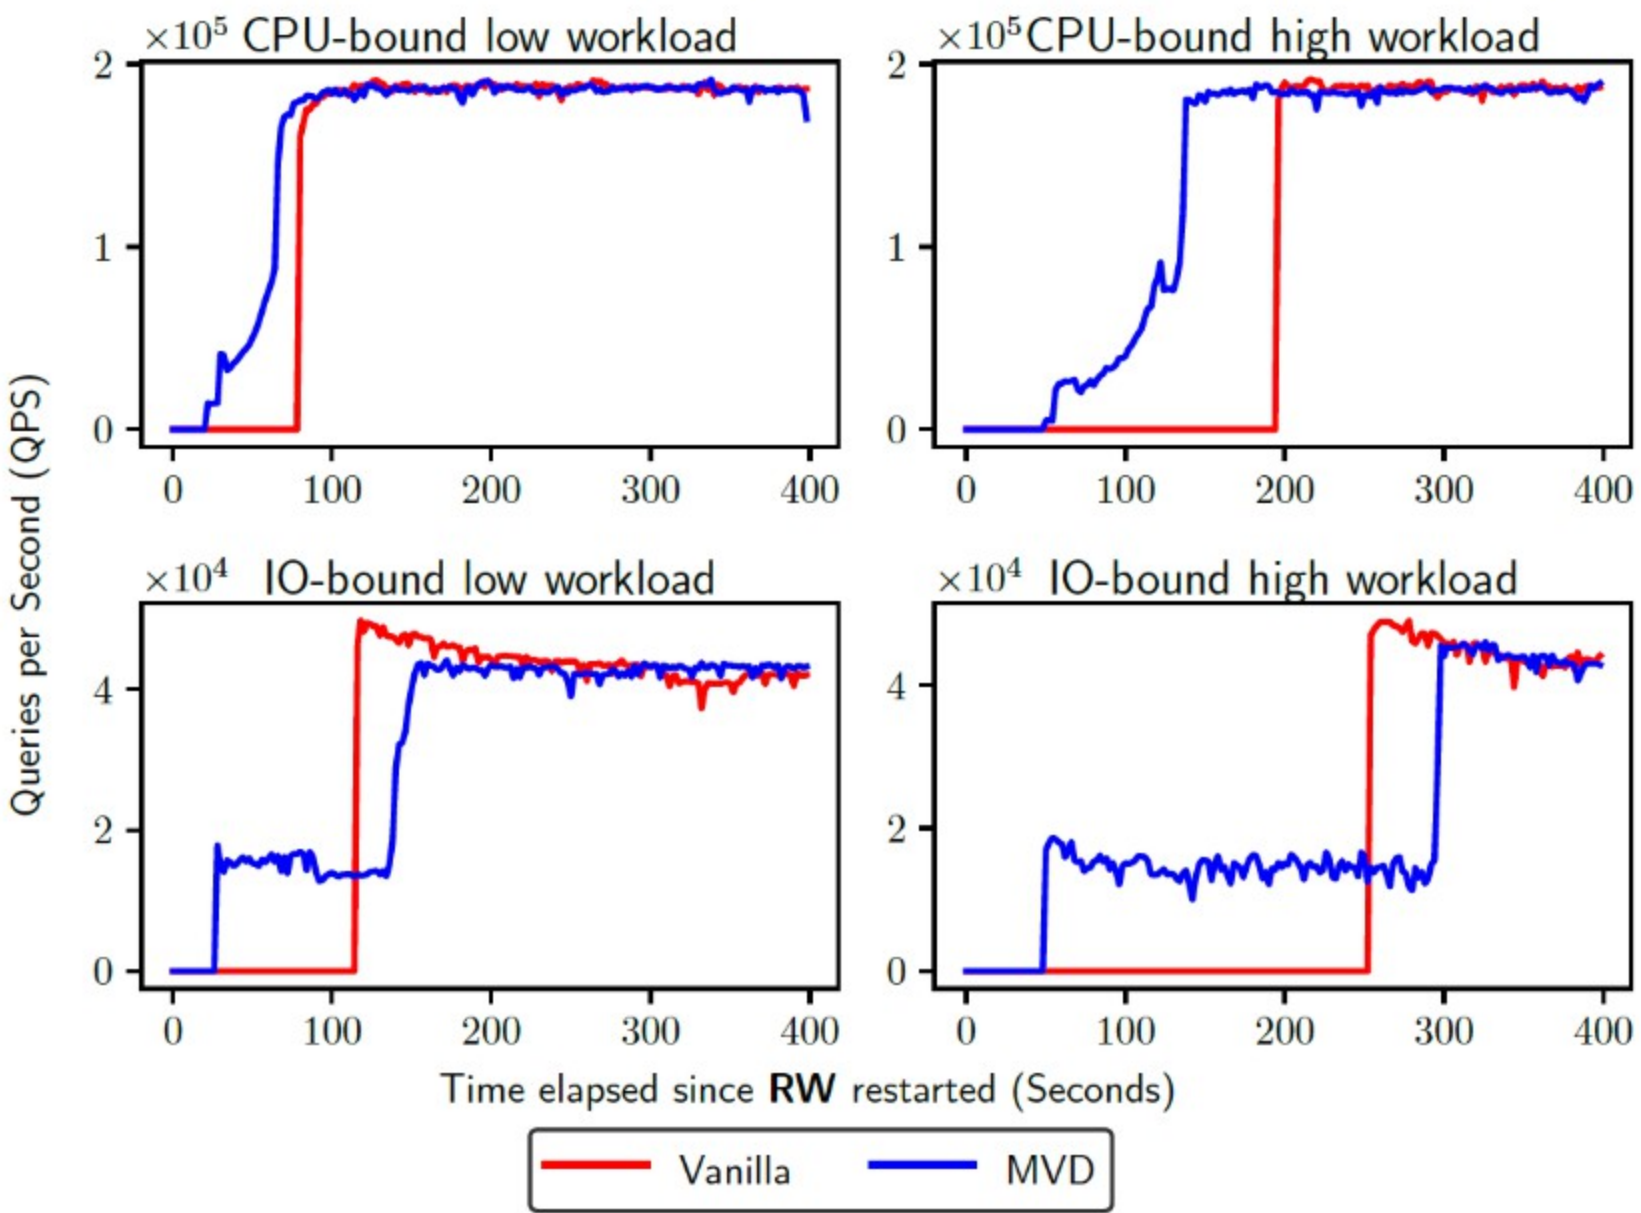 ×10⁵ CPU-bound low workload
2
1
0
0 100 200 300 400
×10⁵ CPU-bound high workload
2
1
0
0 100 200 300 400
×10⁴ IO-bound low workload
4
2
0
0 100 200 300 400
×10⁴ IO-bound high workload
4
2
0
0 100 200 300 400
Queries per Second (QPS)
Time elapsed since RW restarted (Seconds)
Vanilla MVD